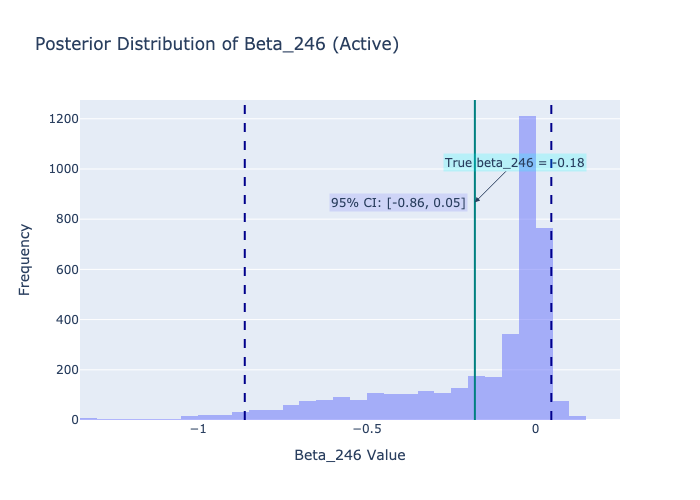 Posterior Distribution of Beta_246 (Active)
1200
1000
800
600
400
200
0
Frequency
True beta_246 = -0.18
95% CI: [-0.86, 0.05]
−1
−0.5
0
Beta_246 Value